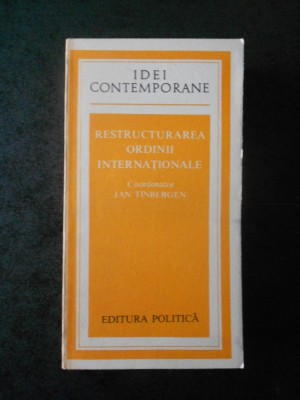 IDEI
CONTEMPORANE
RESTRUCTURAREA
ORDINII
INTERNAȚIONALE
Coordonator
JAN TINBERGEN
EDITURA POLITICĂ